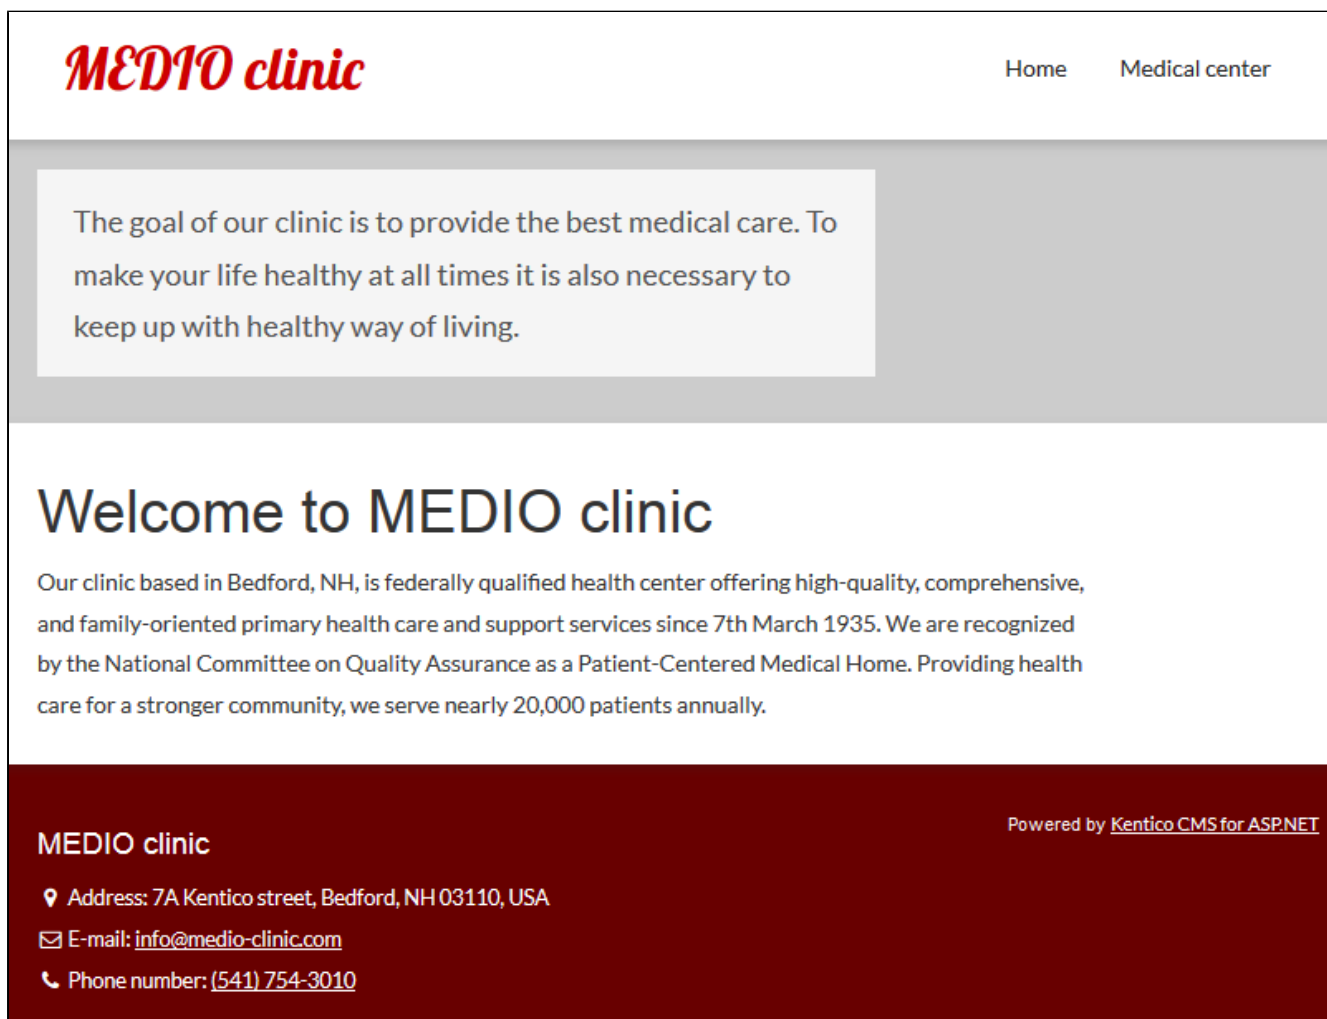 MEDIO clinic
Home
Medical center
The goal of our clinic is to provide the best medical care. To
make your life healthy at all times it is also necessary to
keep up with healthy way of living.
Welcome to MEDIO clinic
Our clinic based in Bedford, NH, is federally qualified health center offering high-quality, comprehensive,
and family-oriented primary health care and support services since 7th March 1935. We are recognized
by the National Committee on Quality Assurance as a Patient-Centered Medical Home. Providing health
care for a stronger community, we serve nearly 20,000 patients annually.
Powered by Kentico CMS for ASP.NET
MEDIO clinic
Address: 7A Kentico street, Bedford, NH 03110, USA
E-mail: info@medio-clinic.com
Phone number: (541) 754-3010